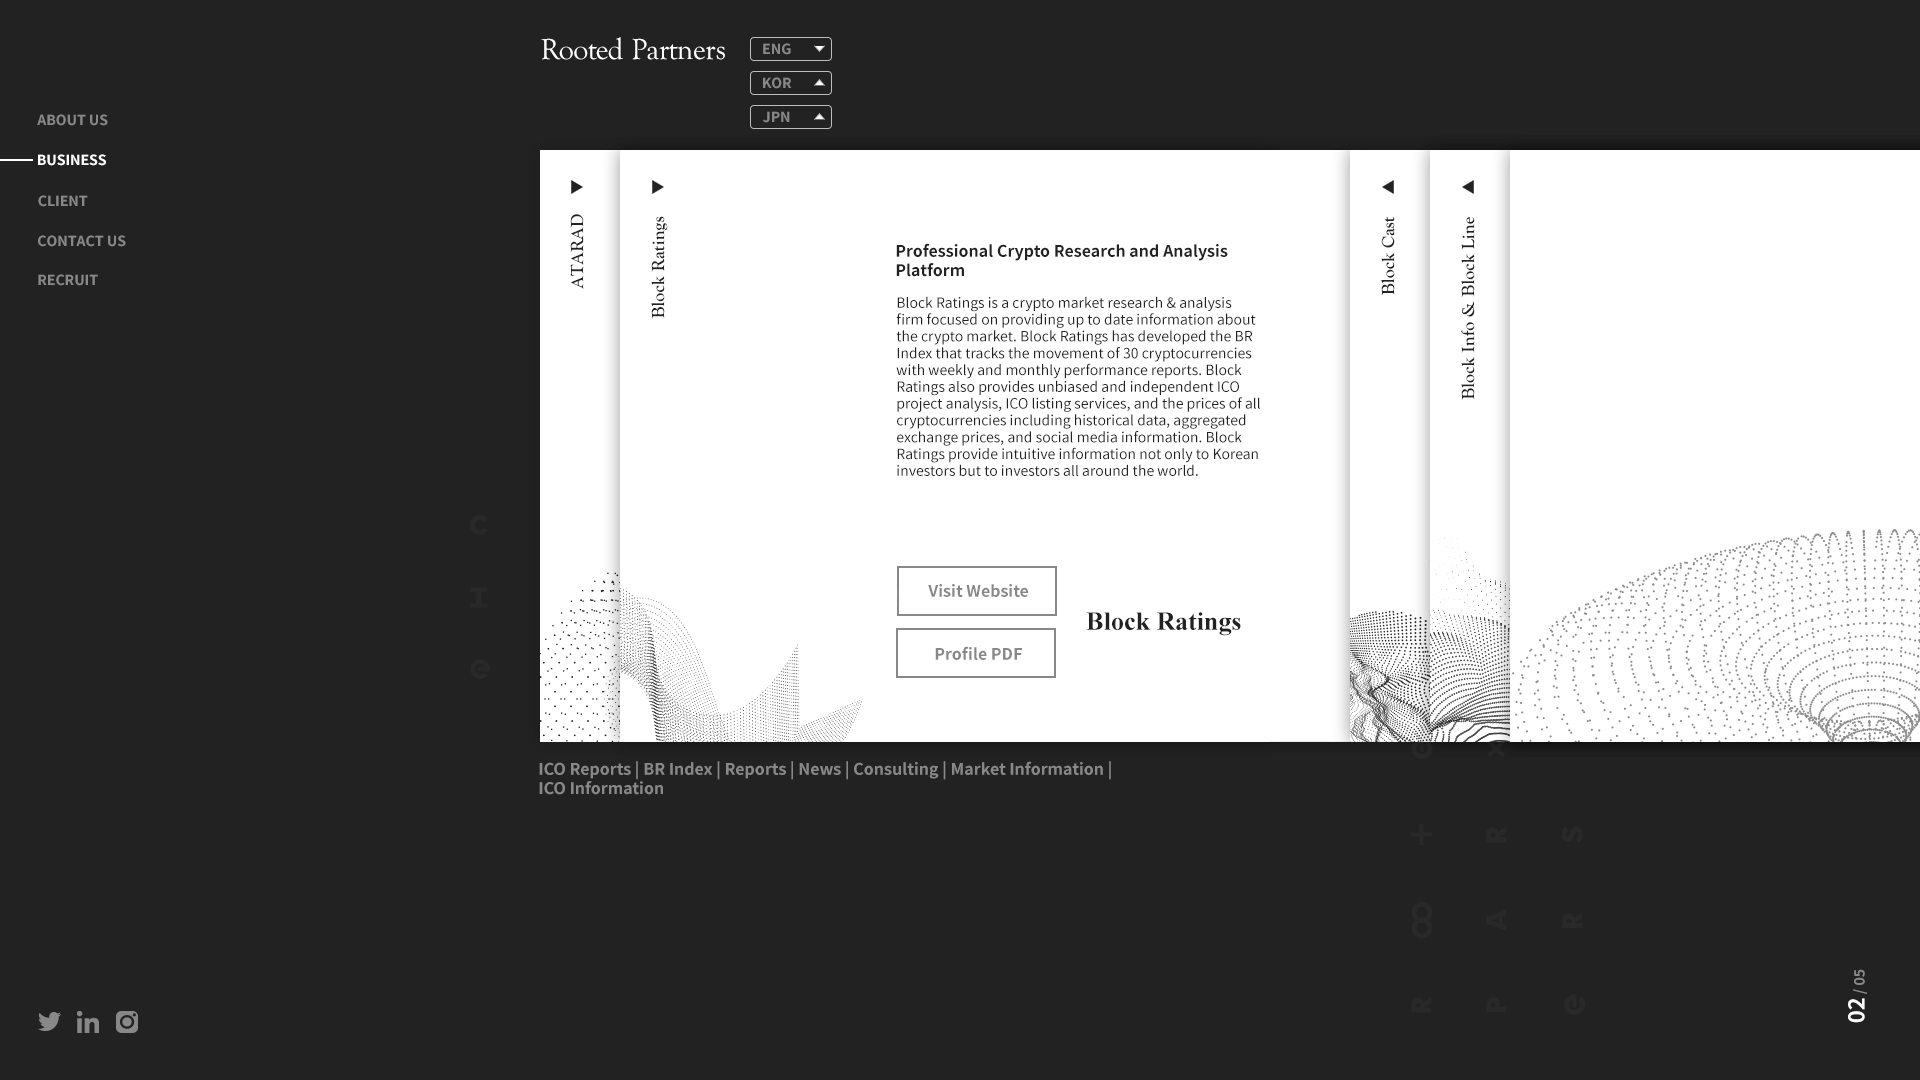 Rooted Partners
ENG
KOR
JPN
ABOUT US
BUSINESS
CLIENT
CONTACT US
RECRUIT
ATARAD
Block Ratings
Professional Crypto Research and Analysis
Platform
Block Ratings is a crypto market research & analysis
firm focused on providing up to date information about
the crypto market. Block Ratings has developed the BR
Index that tracks the movement of 30 cryptocurrencies
with weekly and monthly performance reports. Block
Ratings also provides unbiased and independent ICO
project analysis, ICO listing services, and the prices of all
cryptocurrencies including historical data, aggregated
exchange prices, and social media information. Block
Ratings provide intuitive information not only to Korean
investors but to investors all around the world.
Visit Website
Profile PDF
Block Ratings
Block Cast
Block Info & Block Line
ICO Reports | BR Index | Reports | News | Consulting | Market Information |
ICO Information
02 / 05